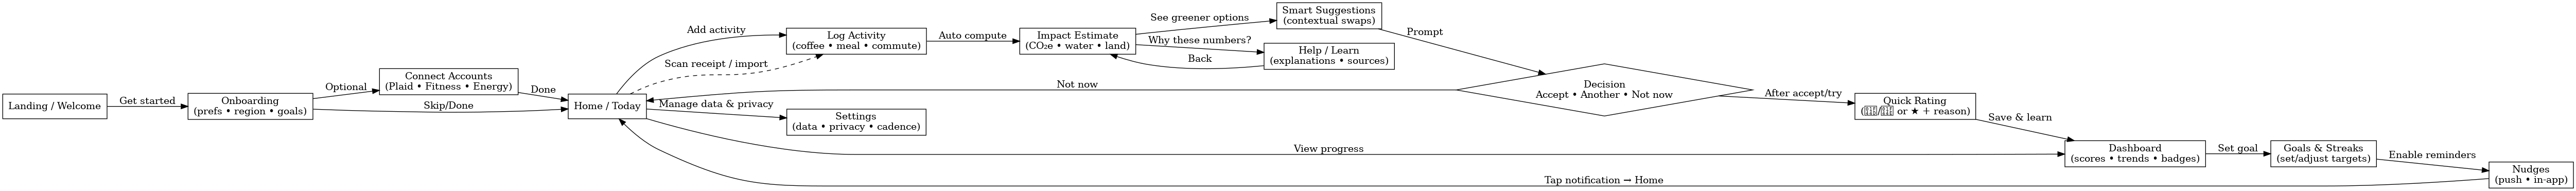 Landing / Welcome
Get started
Onboarding
(prefs • region • goals)
Optional
Connect Accounts
(Plaid • Fitness • Energy)
Done
Skip/Done
Home / Today
Add activity
Scan receipt / import
Log Activity
(coffee • meal • commute)
Auto compute
Impact Estimate
(CO₂e • water • land)
See greener options
Smart Suggestions
(contextual swaps)
Why these numbers?
Help / Learn
(explanations • sources)
Back
Prompt
Decision
Accept • Another • Not now
Not now
Manage data & privacy
Settings
(data • privacy • cadence)
After accept/try
Quick Rating
(/ or ★ + reason)
Save & learn
View progress
Dashboard
(scores • trends • badges)
Set goal
Goals & Streaks
(set/adjust targets)
Enable reminders
Nudges
(push • in-app)
Tap notification → Home